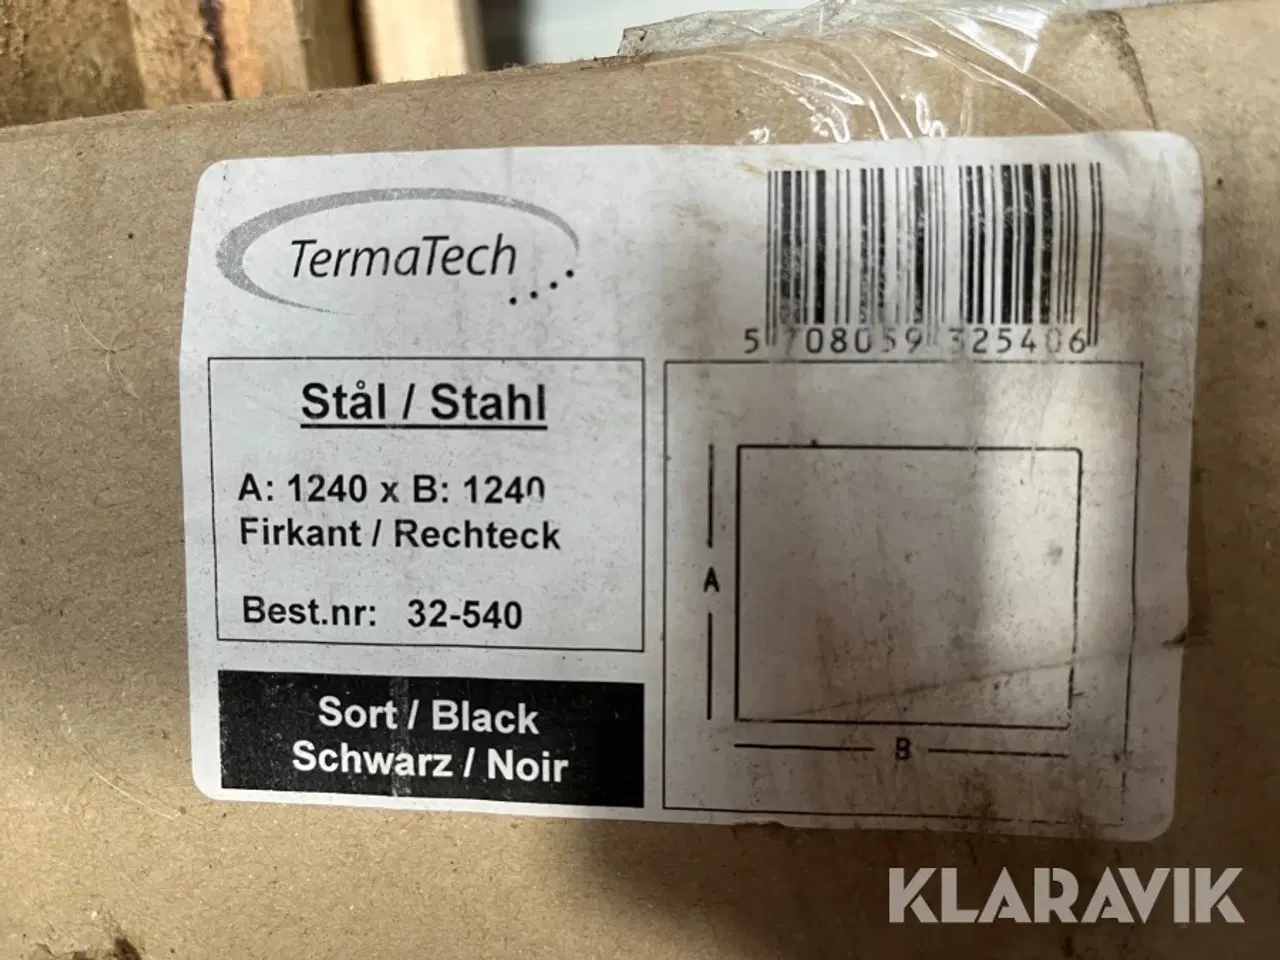 TermaTech
5 708059 325406
Stål / Stahl
A: 1240 x B: 1240
Firkant / Rechteck
Best.nr: 32-540
Sort / Black
Schwarz / Noir
A
B
KLARAVIK